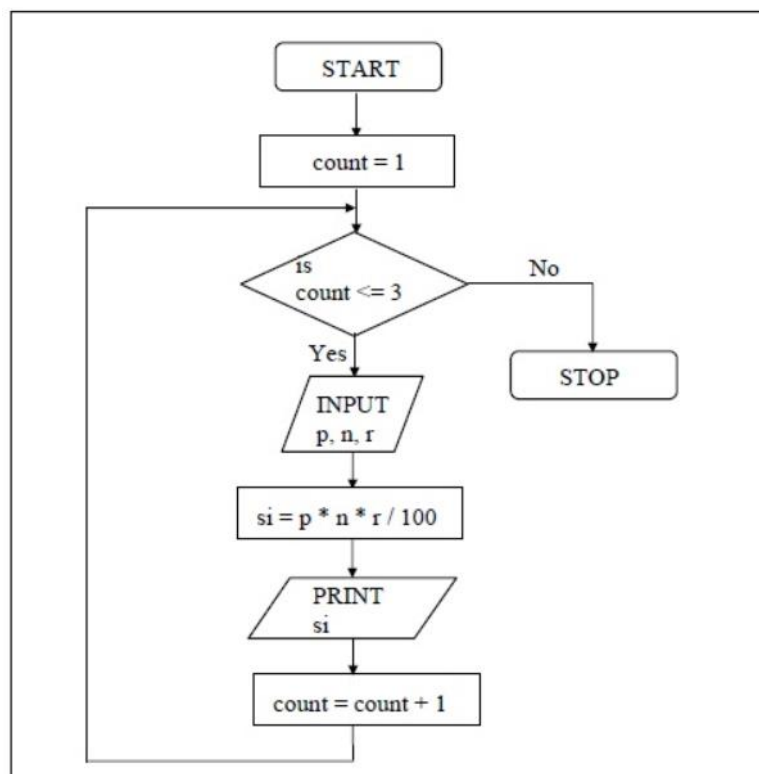 START
count = 1
is
count <= 3
No
Yes
STOP
INPUT
p, n, r
si = p * n * r / 100
PRINT
si
count = count + 1